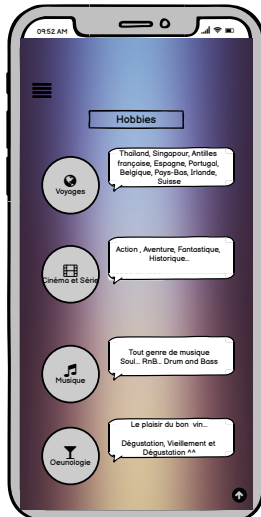 09:52 AM
Hobbies
Thaïland, Singapour, Antilles
française, Espagne, Portugal,
Belgique, Pays-Bas, Irlande,
Suisse
Voyages
Action , Aventure, Fantastique,
Historique...
Cinéma et Série
Tout genre de musique
Soul... RnB... Drum and Bass
Musique
Le plaisir du bon vin...
Dégustation, Vieillement et
Dégustation ^^
Oeunologie